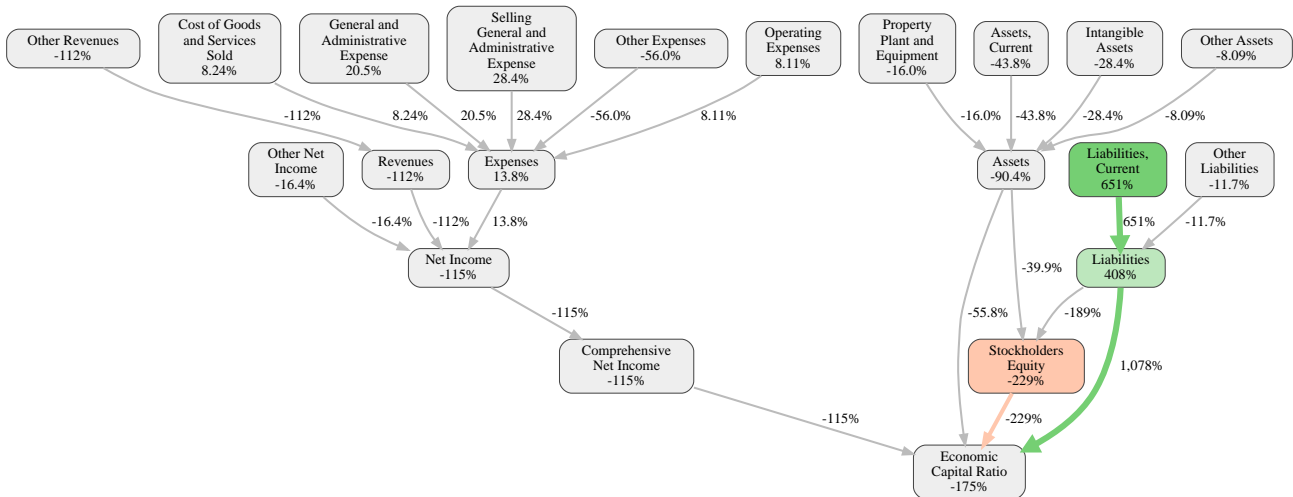 Other Revenues
-112%
Cost of Goods
and Services
Sold
8.24%
General and
Administrative
Expense
20.5%
Selling
General and
Administrative
Expense
28.4%
Other Expenses
-56.0%
Operating
Expenses
8.11%
Property
Plant and
Equipment
-16.0%
Assets,
Current
-43.8%
Intangible
Assets
-28.4%
Other Assets
-8.09%
-112%
8.24%
20.5%
28.4%
-56.0%
8.11%
-16.0%
-43.8%
-28.4%
-8.09%
Other Net
Income
-16.4%
Revenues
-112%
Expenses
13.8%
Assets
-90.4%
Liabilities,
Current
651%
Other
Liabilities
-11.7%
-16.4%
-112%
13.8%
651%
-11.7%
Net Income
-115%
-39.9%
Liabilities
408%
-115%
-55.8%
-189%
Comprehensive
Net Income
-115%
Stockholders
Equity
-229%
1,078%
-115%
-229%
Economic
Capital Ratio
-175%